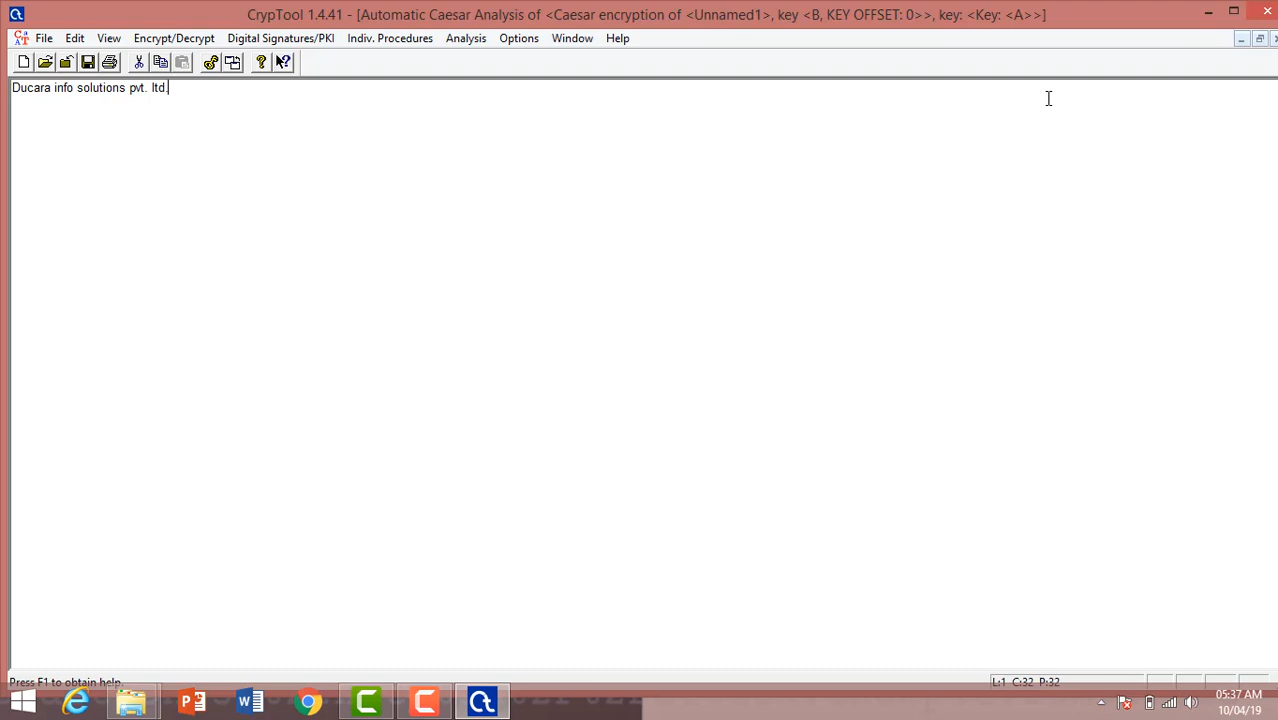 CrypTool 1.4.41 - [Automatic Caesar Analysis of <Caesar encryption of <Unnamed1>, key <B, KEY OFFSET: 0>>, key: <Key: <A>>]
File Edit View Encrypt/Decrypt Digital Signatures/PKI Indiv. Procedures Analysis Options Window Help
Ducara info solutions pvt. ltd.
Press F1 to obtain help.
L:1 C:32 P:32
05:37 AM
10/04/19